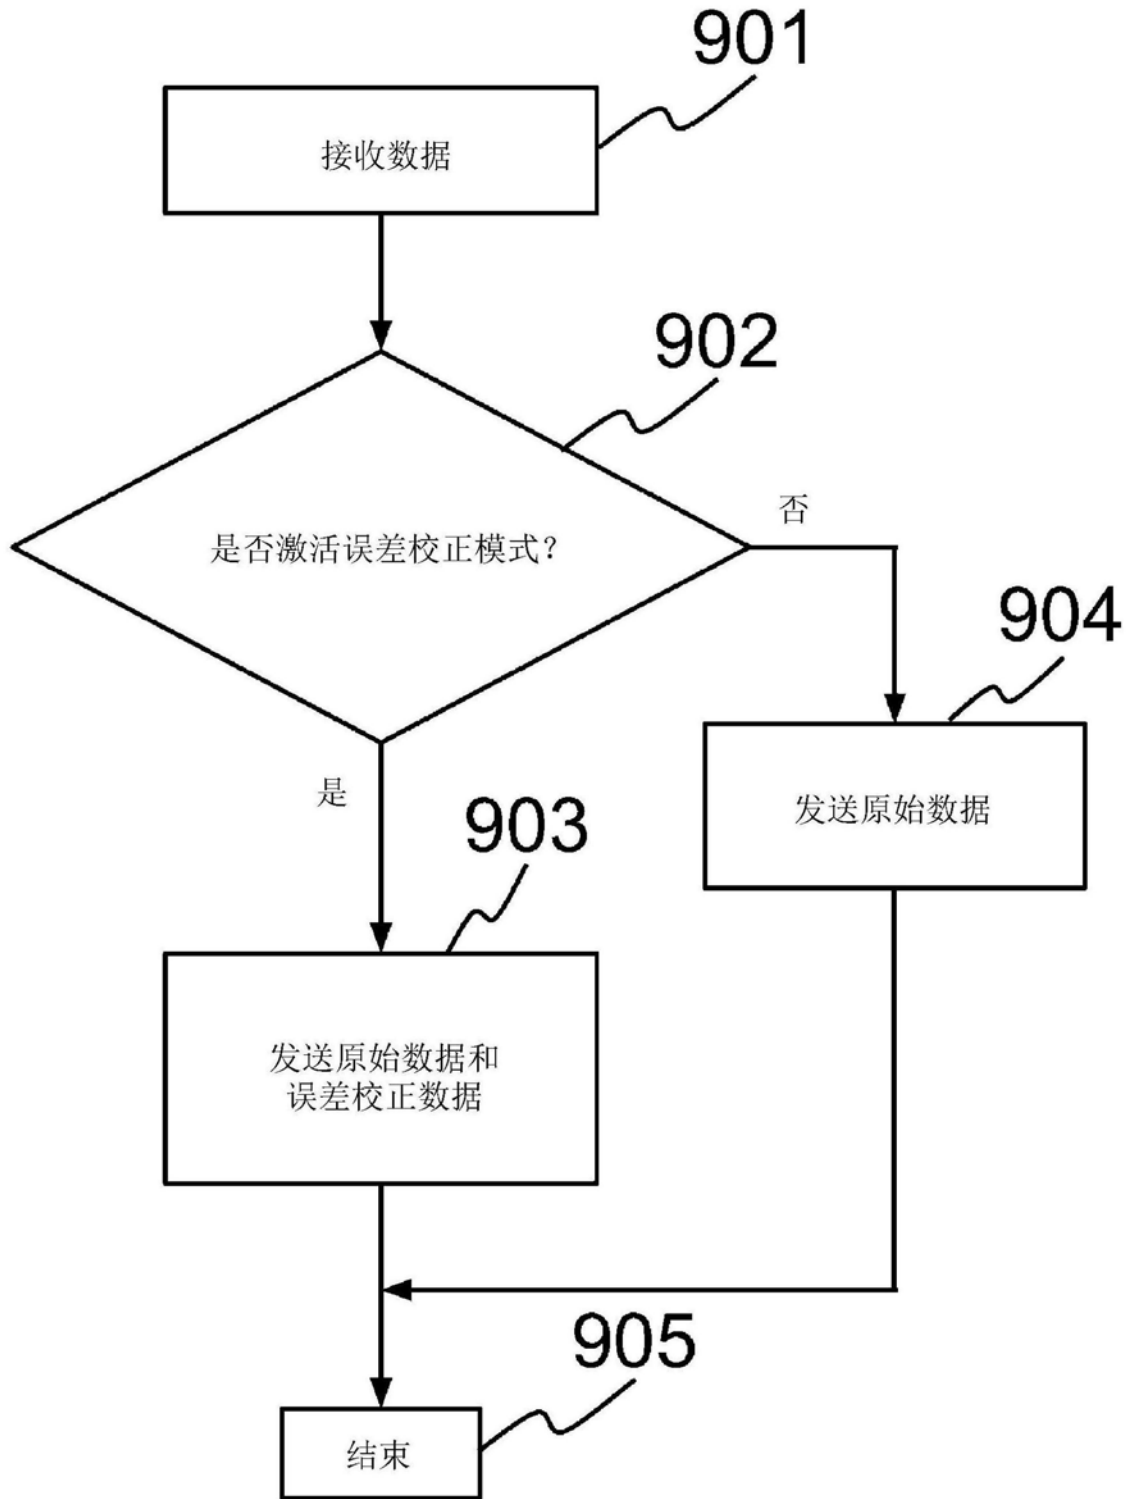 901
接收数据
902
否
是否激活误差校正模式？
904
发送原始数据
是
903
发送原始数据和
误差校正数据
905
结束